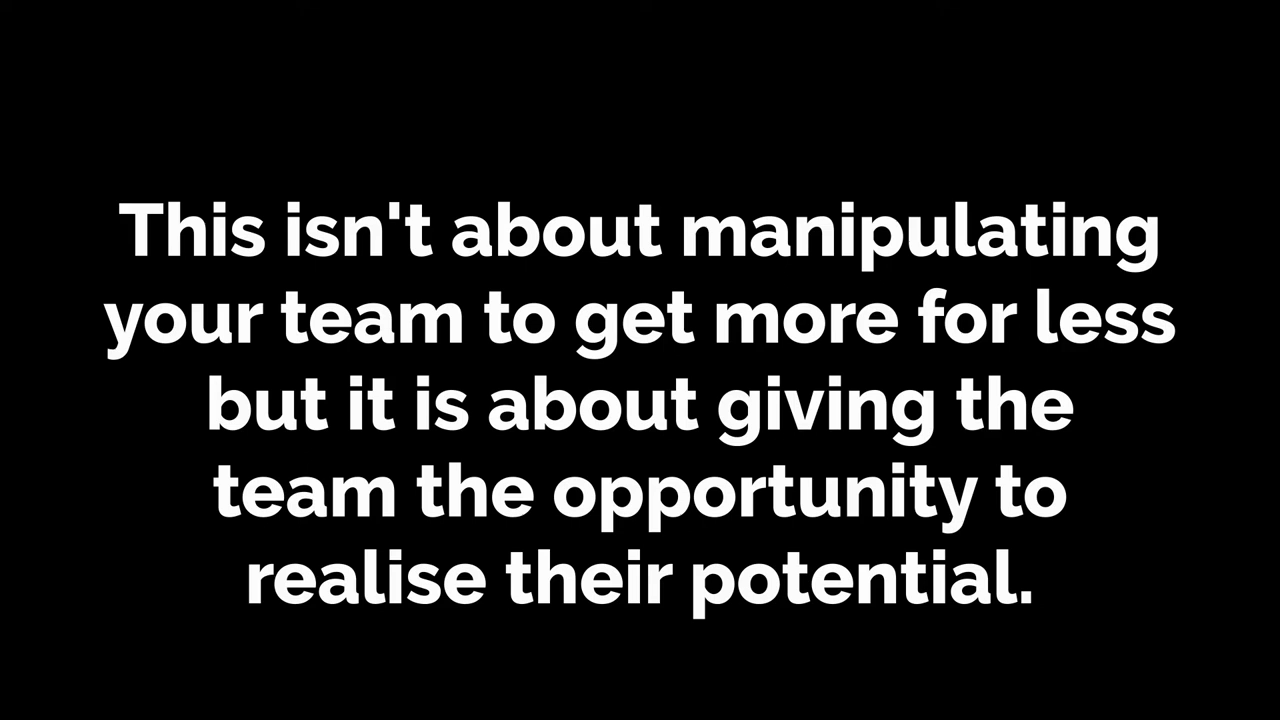 This isn't about manipulating
your team to get more for less
but it is about giving the
team the opportunity to
realise their potential.